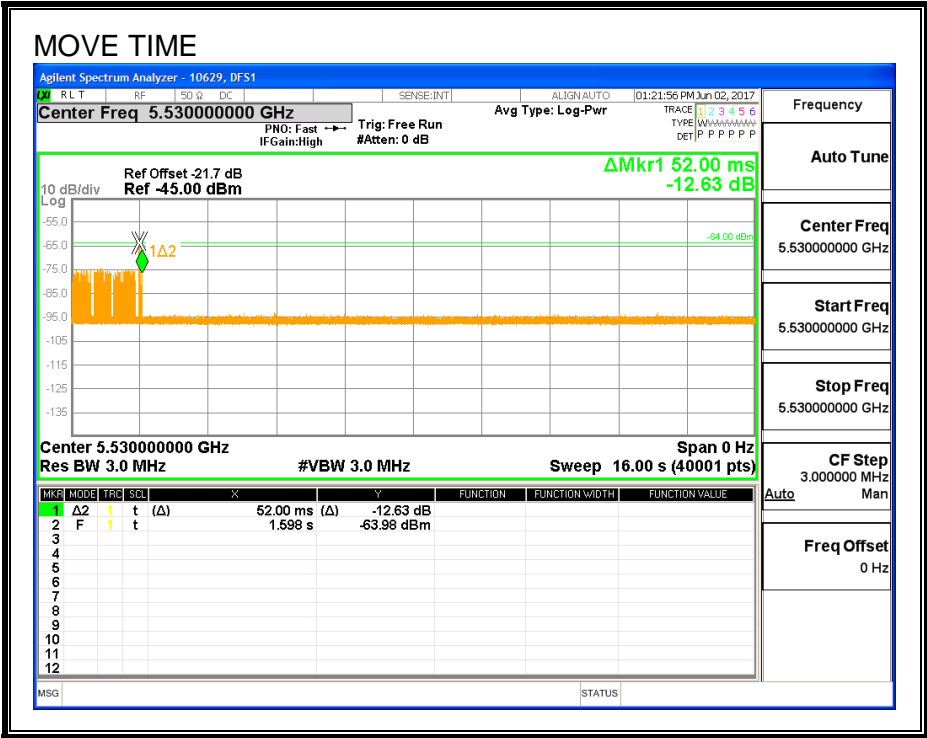 MOVE TIME
Agilent Spectrum Analyzer - 10629, DFS1
LXI R L T RF 50 Ω DC SENSE:INT ALIGNAUTO 01:21:56 PM Jun 02, 2017
Center Freq 5.530000000 GHz
PNO: Fast
IFGain:High
Trig: Free Run
#Atten: 0 dB
Avg Type: Log-Pwr
TRACE 1 2 3 4 5 6
TYPE WWWWWW
DET P P P P P P
ΔMkr1 52.00 ms
-12.63 dB
Ref Offset -21.7 dB
10 dB/div Ref -45.00 dBm
Log
-55.0
-65.0
-75.0
-85.0
-95.0
-105
-115
-125
-135
1Δ2
-64.00 dBm
Center 5.530000000 GHz Span 0 Hz
Res BW 3.0 MHz #VBW 3.0 MHz Sweep 16.00 s (40001 pts)
MKR MODE TRC SCL X Y FUNCTION FUNCTION WIDTH FUNCTION VALUE
1 Δ2 1 t (Δ) 52.00 ms (Δ) -12.63 dB
2 F 1 t 1.598 s -63.98 dBm
3
4
5
6
7
8
9
10
11
12
MSG STATUS
Frequency
Auto Tune
Center Freq
5.530000000 GHz
Start Freq
5.530000000 GHz
Stop Freq
5.530000000 GHz
CF Step
3.000000 MHz
Auto Man
Freq Offset
0 Hz